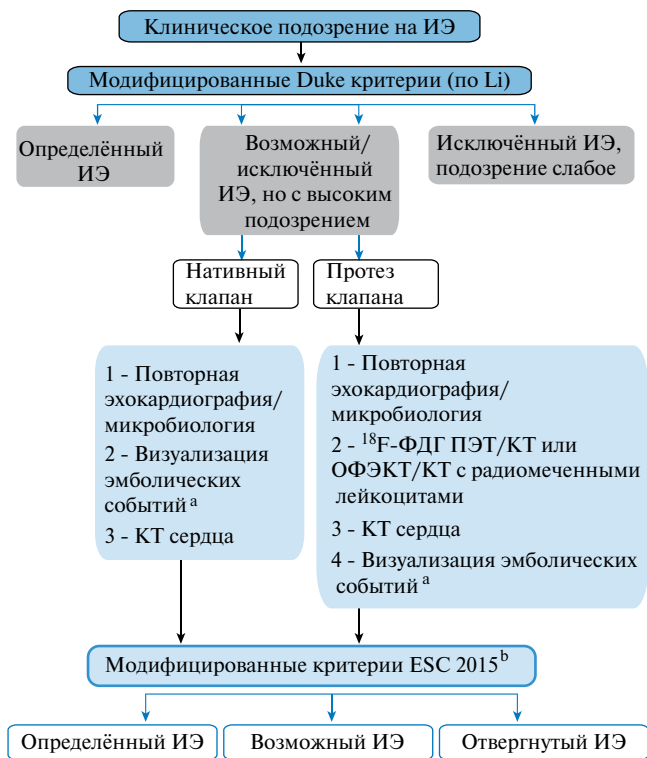 Клиническое подозрение на ИЭ
Модифицированные Duke критерии (по Li)
Определённый
ИЭ
Возможный/
исключённый
ИЭ, но с высоким
подозрением
Исключённый ИЭ,
подозрение слабое
Нативный
клапан
Протез
клапана
1 - Повторная
эхокардиография/
микробиология
2 - Визуализация
эмболических
событий ᵃ
3 - КТ сердца
1 - Повторная
эхокардиография/
микробиология
2 - ¹⁸F-ФДГ ПЭТ/КТ или
ОФЭКТ/КТ с радиомеченными
лейкоцитами
3 - КТ сердца
4 - Визуализация эмболических
событий ᵃ
Модифицированные критерии ESC 2015ᵇ
Определённый ИЭ
Возможный ИЭ
Отвергнутый ИЭ